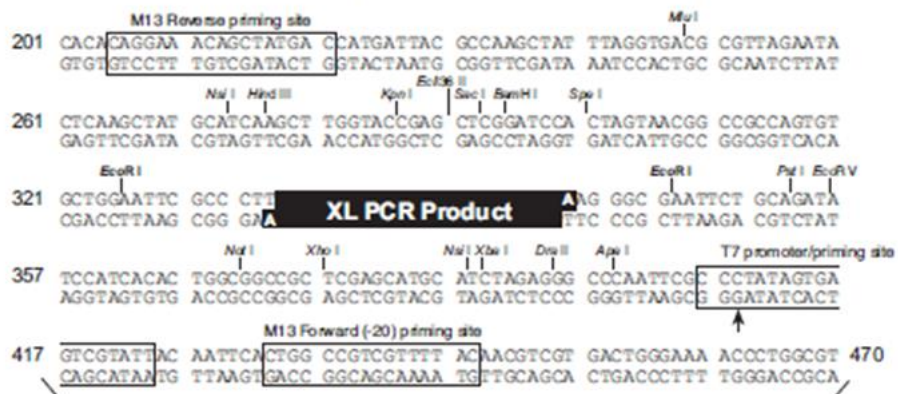 M13 Reverse priming site
Mlu I
201 CACACAGGAA ACAGCTATGAC CATGATTAC GCCAAGCTAT TTAGGTGACG CGTTAGAATA
GTGTGTCCTT TGTCGATACTG GTACTAATG CGGTTCGATA AATCCACTGC GCAATCTTAT
Nsi I Hind III Kpn I Ecl136 II Sac I BamH I Spe I
261 CTCAAGCTAT GCATCAAGCT TGGTACCGAG CTCGGATCCA CTAGTAACGG CCGCCAGTGT
GAGTTCGATA CGTAGTTCGA ACCATGGCTC GAGCCTAGGT GATCATTGCC GGCGGTCACA
EcoR I EcoR I Pst I EcoR V
321 GCTGGAATTC GCC CTT XL PCR Product A AG GGC GAATTCT GCAGATA
CGACCTTAAG CGG GA A TTC CCG CTTAAGA CGTCTAT
Not I Xho I Nsi I Xba I Dra II Apa I T7 promoter/priming site
357 TCCATCACAC TGGCGGCCGC TCGAGCATGC ATCTAGAGGG CCCAATTCGC CCTATAGTGA
AGGTAGTGTG ACCGCCGGCG AGCTCGTACG TAGATCTCCC GGGTTAAGCG GGATATCACT
M13 Forward (-20) priming site
417 GTCGTATTAC AATTCACTGG CCGTCGTTTT ACAACGTCGT GACTGGGAAA ACCCTGGCGT 470
CAGCATAATG TTAAGTGACC GGCAGCAAAA TGTTGCAGCA CTGACCCTTT TGGGACCGCA